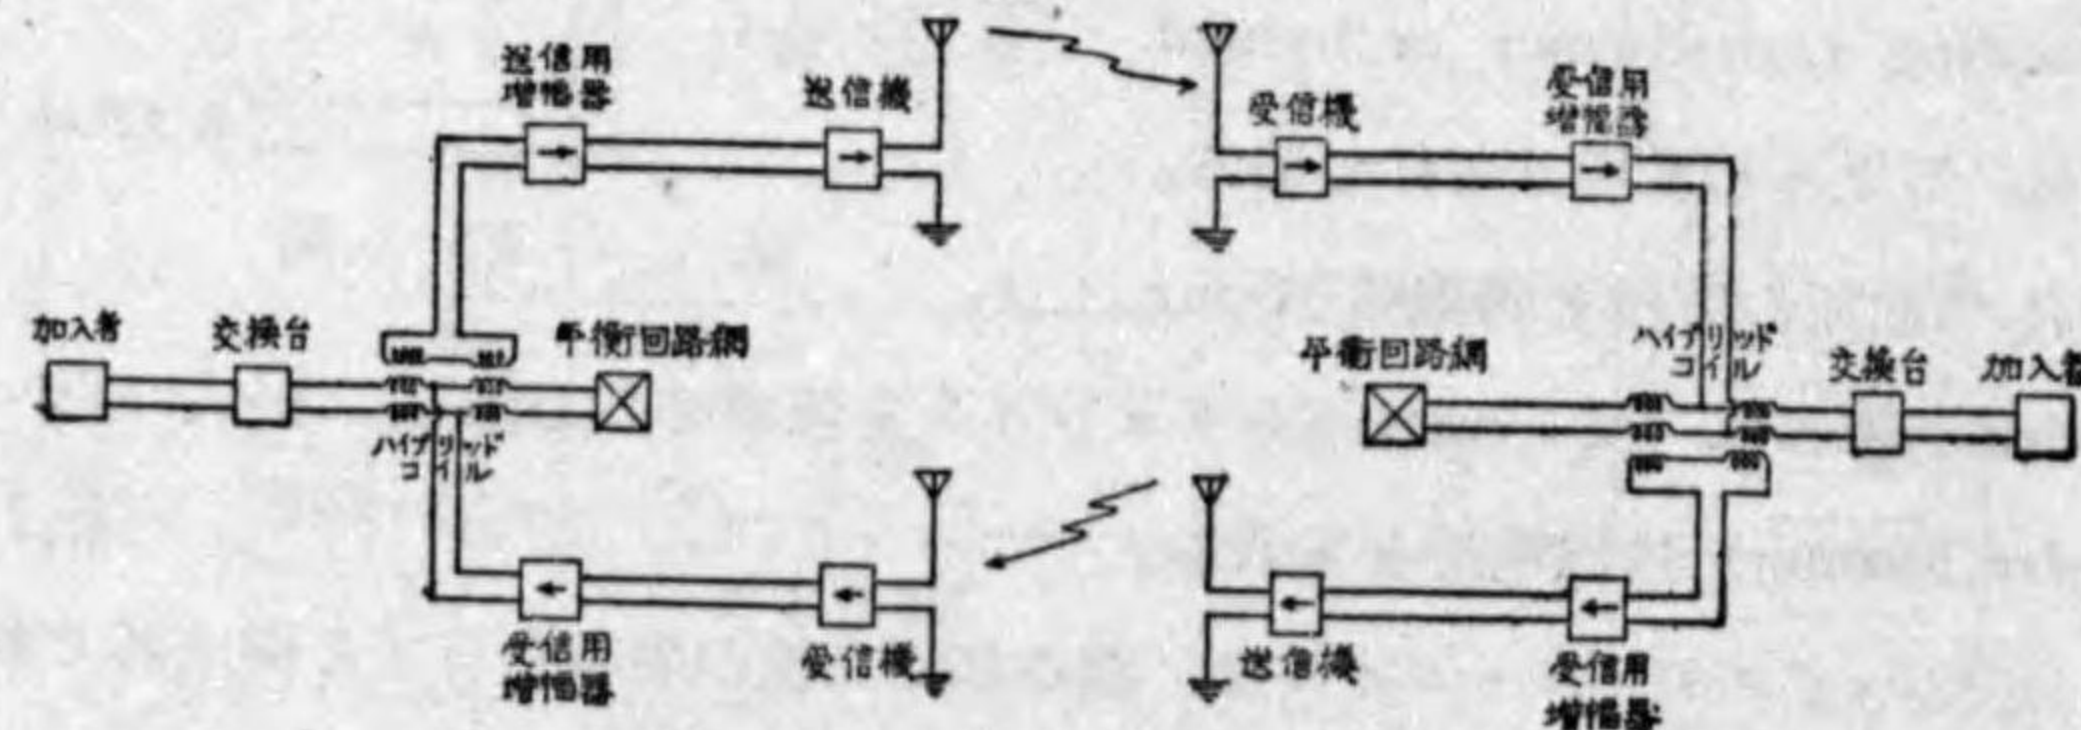 送信用
増幅器
送信機
受信機
受信用
増幅器
加入者
交換台
平衡回路網
ハイブリッド
コイル
平衡回路網
ハイブリッド
コイル
交換台
加入者
受信用
増幅器
受信機
送信機
受信用
増幅器